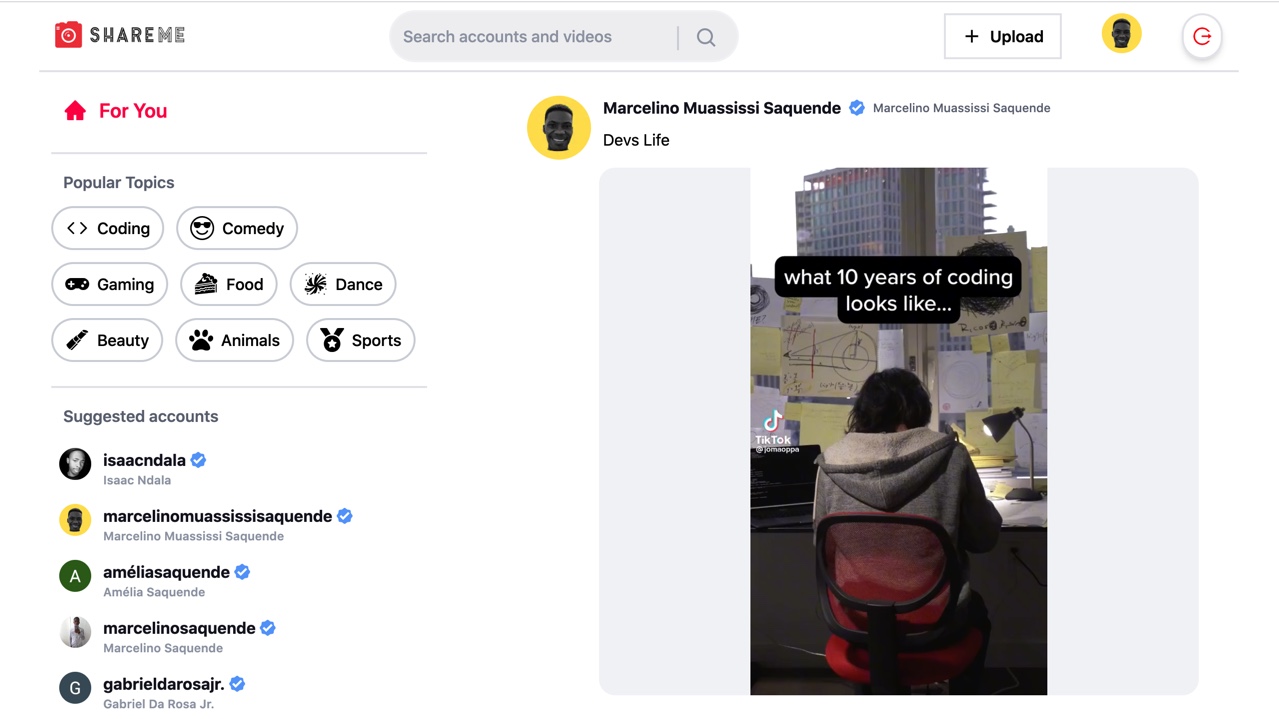 SHAREME
Search accounts and videos
Upload
For You
Popular Topics
Coding
Comedy
Gaming
Food
Dance
Beauty
Animals
Sports
Suggested accounts
isaacndala
Isaac Ndala
marcelinomuassissisaquende
Marcelino Muassissi Saquende
A
améliasaquende
Amélia Saquende
marcelinosaquende
Marcelino Saquende
G
gabrieldarosajr.
Gabriel Da Rosa Jr.
Marcelino Muassissi Saquende Marcelino Muassissi Saquende
Devs Life
what 10 years of coding
looks like...
TikTok
@jomaoppa